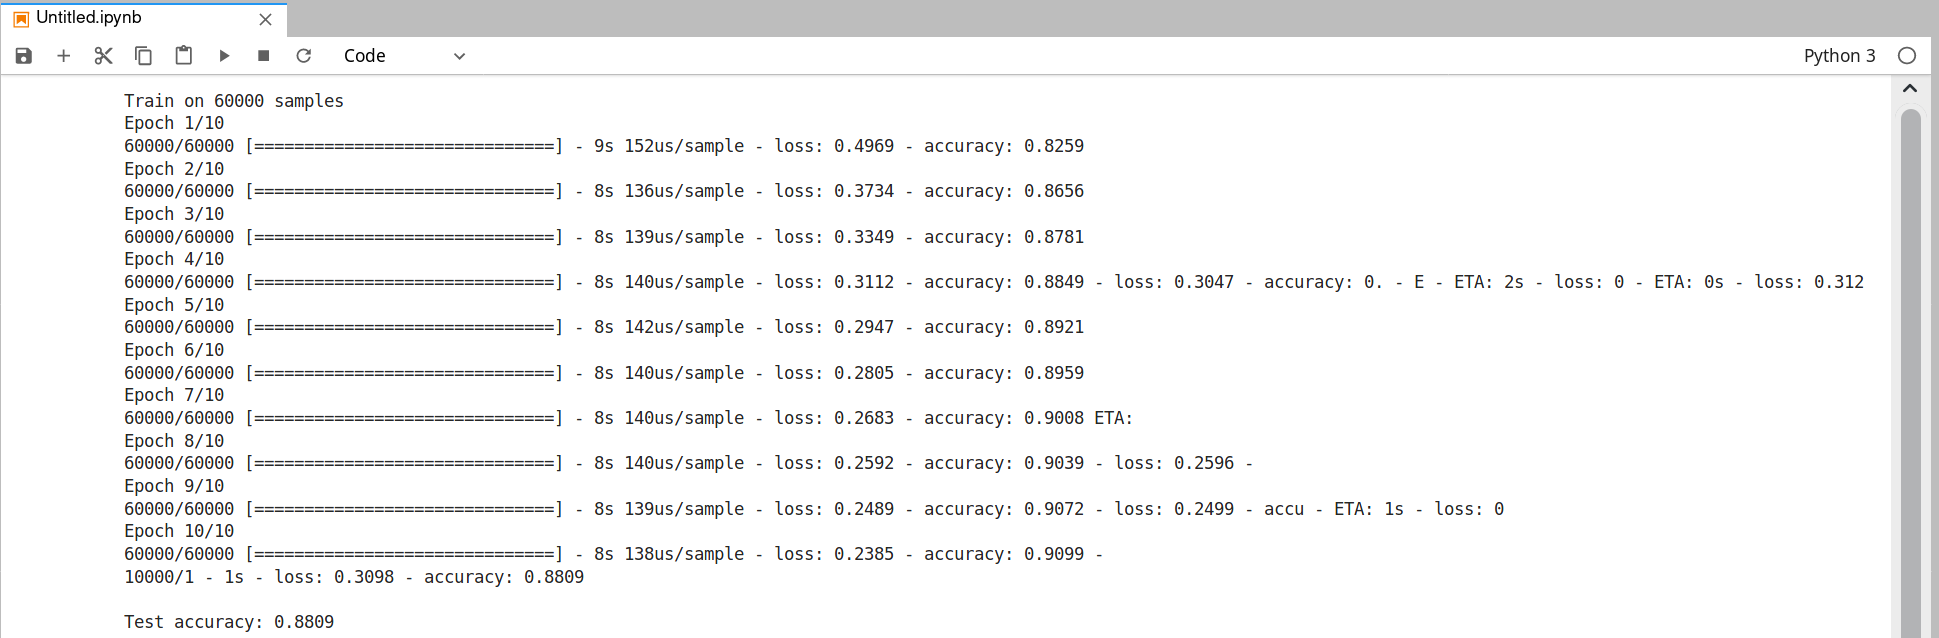 Untitled.ipynb
Code
Python 3
Train on 60000 samples
Epoch 1/10
60000/60000 [==============================] - 9s 152us/sample - loss: 0.4969 - accuracy: 0.8259
Epoch 2/10
60000/60000 [==============================] - 8s 136us/sample - loss: 0.3734 - accuracy: 0.8656
Epoch 3/10
60000/60000 [==============================] - 8s 139us/sample - loss: 0.3349 - accuracy: 0.8781
Epoch 4/10
60000/60000 [==============================] - 8s 140us/sample - loss: 0.3112 - accuracy: 0.8849 - loss: 0.3047 - accuracy: 0. - E - ETA: 2s - loss: 0 - ETA: 0s - loss: 0.312
Epoch 5/10
60000/60000 [==============================] - 8s 142us/sample - loss: 0.2947 - accuracy: 0.8921
Epoch 6/10
60000/60000 [==============================] - 8s 140us/sample - loss: 0.2805 - accuracy: 0.8959
Epoch 7/10
60000/60000 [==============================] - 8s 140us/sample - loss: 0.2683 - accuracy: 0.9008 ETA:
Epoch 8/10
60000/60000 [==============================] - 8s 140us/sample - loss: 0.2592 - accuracy: 0.9039 - loss: 0.2596 -
Epoch 9/10
60000/60000 [==============================] - 8s 139us/sample - loss: 0.2489 - accuracy: 0.9072 - loss: 0.2499 - accu - ETA: 1s - loss: 0
Epoch 10/10
60000/60000 [==============================] - 8s 138us/sample - loss: 0.2385 - accuracy: 0.9099 -
10000/1 - 1s - loss: 0.3098 - accuracy: 0.8809
Test accuracy: 0.8809